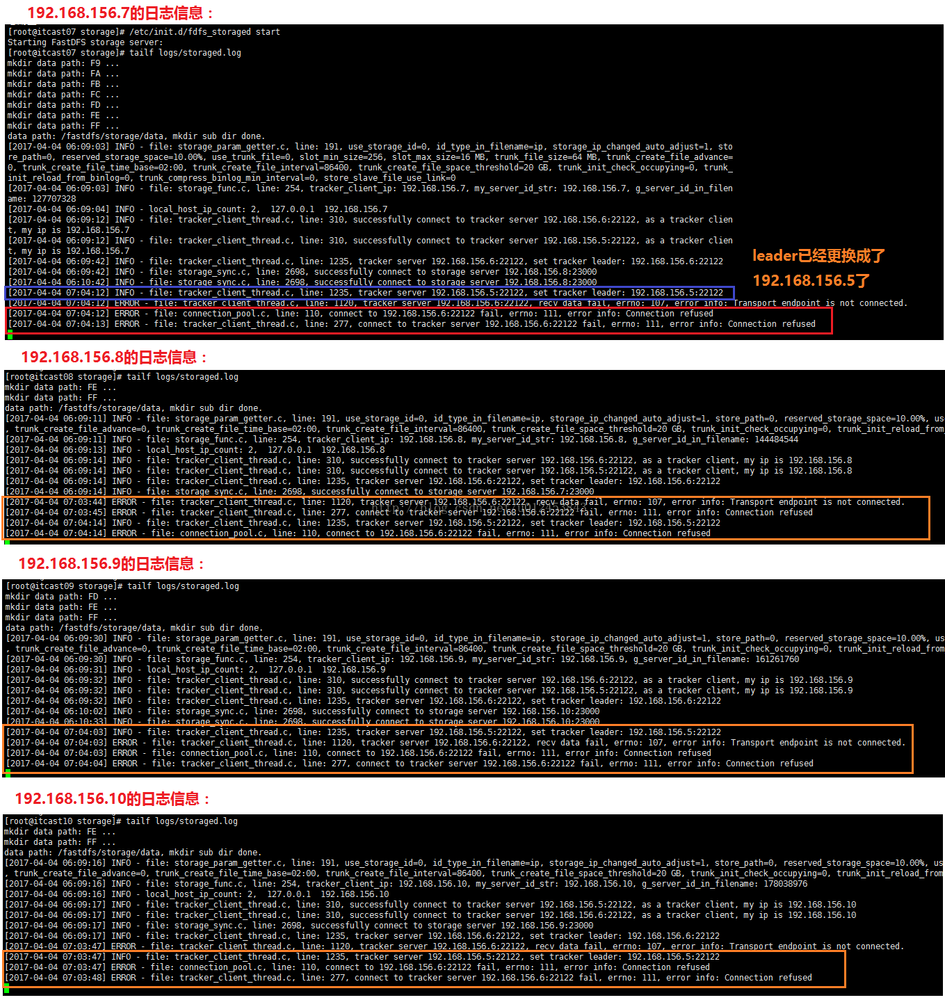 192.168.156.7的日志信息：
[root@itcast07 storage]# /etc/init.d/fdfs_storaged start
Starting FastDFS storage server:
[root@itcast07 storage]# tailf logs/storaged.log
mkdir data path: F9 ...
mkdir data path: FA ...
mkdir data path: FB ...
mkdir data path: FC ...
mkdir data path: FD ...
mkdir data path: FE ...
mkdir data path: FF ...
data path: /fastdfs/storage/data, mkdir sub dir done.
[2017-04-04 06:09:03] INFO - file: storage_param_getter.c, line: 191, use_storage_id=0, id_type_in_filename=ip, storage_ip_changed_auto_adjust=1, sto
re_path=0, reserved_storage_space=10.00%, use_trunk_file=0, slot_min_size=256, slot_max_size=16 MB, trunk_file_size=64 MB, trunk_create_file_advance=
0, trunk_create_file_time_base=02:00, trunk_create_file_interval=86400, trunk_create_file_space_threshold=20 GB, trunk_init_check_occupying=0, trunk_
init_reload_from_binlog=0, trunk_compress_binlog_min_interval=0, store_slave_file_use_link=0
[2017-04-04 06:09:03] INFO - file: storage_func.c, line: 254, tracker_client_ip: 192.168.156.7, my_server_id_str: 192.168.156.7, g_server_id_in_filen
ame: 127707328
[2017-04-04 06:09:04] INFO - local_host_ip_count: 2,  127.0.0.1  192.168.156.7
[2017-04-04 06:09:12] INFO - file: tracker_client_thread.c, line: 310, successfully connect to tracker server 192.168.156.6:22122, as a tracker clien
t, my ip is 192.168.156.7
[2017-04-04 06:09:12] INFO - file: tracker_client_thread.c, line: 310, successfully connect to tracker server 192.168.156.5:22122, as a tracker clien
t, my ip is 192.168.156.7
[2017-04-04 06:09:42] INFO - file: tracker_client_thread.c, line: 1235, tracker server 192.168.156.6:22122, set tracker leader: 192.168.156.6:22122
[2017-04-04 06:09:42] INFO - file: storage_sync.c, line: 2698, successfully connect to storage server 192.168.156.8:23000
[2017-04-04 06:10:42] INFO - file: storage_sync.c, line: 2698, successfully connect to storage server 192.168.156.8:23000
[2017-04-04 07:04:12] INFO - file: tracker_client_thread.c, line: 1235, tracker server 192.168.156.5:22122, set tracker leader: 192.168.156.5:22122
[2017-04-04 07:04:12] ERROR - file: tracker_client_thread.c, line: 1120, tracker server 192.168.156.6:22122, recv data fail, errno: 107, error info: Transport endpoint is not connected.
[2017-04-04 07:04:12] ERROR - file: connection_pool.c, line: 110, connect to 192.168.156.6:22122 fail, errno: 111, error info: Connection refused
[2017-04-04 07:04:13] ERROR - file: tracker_client_thread.c, line: 277, connect to tracker server 192.168.156.6:22122 fail, errno: 111, error info: Connection refused
leader已经更换成了
192.168.156.5了
192.168.156.8的日志信息：
[root@itcast08 storage]# tailf logs/storaged.log
mkdir data path: FE ...
mkdir data path: FF ...
data path: /fastdfs/storage/data, mkdir sub dir done.
[2017-04-04 06:09:11] INFO - file: storage_param_getter.c, line: 191, use_storage_id=0, id_type_in_filename=ip, storage_ip_changed_auto_adjust=1, store_path=0, reserved_storage_space=10.00%, us
, trunk_create_file_advance=0, trunk_create_file_time_base=02:00, trunk_create_file_interval=86400, trunk_create_file_space_threshold=20 GB, trunk_init_check_occupying=0, trunk_init_reload_from_
[2017-04-04 06:09:11] INFO - file: storage_func.c, line: 254, tracker_client_ip: 192.168.156.8, my_server_id_str: 192.168.156.8, g_server_id_in_filename: 144484544
[2017-04-04 06:09:13] INFO - local_host_ip_count: 2,  127.0.0.1  192.168.156.8
[2017-04-04 06:09:14] INFO - file: tracker_client_thread.c, line: 310, successfully connect to tracker server 192.168.156.6:22122, as a tracker client, my ip is 192.168.156.8
[2017-04-04 06:09:14] INFO - file: tracker_client_thread.c, line: 310, successfully connect to tracker server 192.168.156.5:22122, as a tracker client, my ip is 192.168.156.8
[2017-04-04 06:09:14] INFO - file: tracker_client_thread.c, line: 1235, tracker server 192.168.156.6:22122, set tracker leader: 192.168.156.6:22122
[2017-04-04 06:09:14] INFO - file: storage_sync.c, line: 2698, successfully connect to storage server 192.168.156.7:23000
[2017-04-04 07:03:44] ERROR - file: tracker_client_thread.c, line: 1120, tracker server 192.168.156.6:22122, recv data fail, errno: 107, error info: Transport endpoint is not connected.
[2017-04-04 07:03:45] ERROR - file: tracker_client_thread.c, line: 277, connect to tracker server 192.168.156.6:22122 fail, errno: 111, error info: Connection refused
[2017-04-04 07:04:14] INFO - file: tracker_client_thread.c, line: 1235, tracker server 192.168.156.5:22122, set tracker leader: 192.168.156.5:22122
[2017-04-04 07:04:14] ERROR - file: connection_pool.c, line: 110, connect to 192.168.156.6:22122 fail, errno: 111, error info: Connection refused
192.168.156.9的日志信息：
[root@itcast09 storage]# tailf logs/storaged.log
mkdir data path: FD ...
mkdir data path: FE ...
mkdir data path: FF ...
data path: /fastdfs/storage/data, mkdir sub dir done.
[2017-04-04 06:09:30] INFO - file: storage_param_getter.c, line: 191, use_storage_id=0, id_type_in_filename=ip, storage_ip_changed_auto_adjust=1, store_path=0, reserved_storage_space=10.00%, us
, trunk_create_file_advance=0, trunk_create_file_time_base=02:00, trunk_create_file_interval=86400, trunk_create_file_space_threshold=20 GB, trunk_init_check_occupying=0, trunk_init_reload_from
[2017-04-04 06:09:30] INFO - file: storage_func.c, line: 254, tracker_client_ip: 192.168.156.9, my_server_id_str: 192.168.156.9, g_server_id_in_filename: 161261760
[2017-04-04 06:09:31] INFO - local_host_ip_count: 2,  127.0.0.1  192.168.156.9
[2017-04-04 06:09:32] INFO - file: tracker_client_thread.c, line: 310, successfully connect to tracker server 192.168.156.6:22122, as a tracker client, my ip is 192.168.156.9
[2017-04-04 06:09:32] INFO - file: tracker_client_thread.c, line: 310, successfully connect to tracker server 192.168.156.5:22122, as a tracker client, my ip is 192.168.156.9
[2017-04-04 06:09:32] INFO - file: tracker_client_thread.c, line: 1235, tracker server 192.168.156.6:22122, set tracker leader: 192.168.156.6:22122
[2017-04-04 06:10:02] INFO - file: storage_sync.c, line: 2698, successfully connect to storage server 192.168.156.10:23000
[2017-04-04 06:10:33] INFO - file: storage_sync.c, line: 2698, successfully connect to storage server 192.168.156.10:23000
[2017-04-04 07:04:03] INFO - file: tracker_client_thread.c, line: 1235, tracker server 192.168.156.5:22122, set tracker leader: 192.168.156.5:22122
[2017-04-04 07:04:03] ERROR - file: tracker_client_thread.c, line: 1120, tracker server 192.168.156.6:22122, recv data fail, errno: 107, error info: Transport endpoint is not connected.
[2017-04-04 07:04:03] ERROR - file: connection_pool.c, line: 110, connect to 192.168.156.6:22122 fail, errno: 111, error info: Connection refused
[2017-04-04 07:04:04] ERROR - file: tracker_client_thread.c, line: 277, connect to tracker server 192.168.156.6:22122 fail, errno: 111, error info: Connection refused
192.168.156.10的日志信息：
[root@itcast10 storage]# tailf logs/storaged.log
mkdir data path: FE ...
mkdir data path: FF ...
data path: /fastdfs/storage/data, mkdir sub dir done.
[2017-04-04 06:09:16] INFO - file: storage_param_getter.c, line: 191, use_storage_id=0, id_type_in_filename=ip, storage_ip_changed_auto_adjust=1, store_path=0, reserved_storage_space=10.00%, us
, trunk_create_file_advance=0, trunk_create_file_time_base=02:00, trunk_create_file_interval=86400, trunk_create_file_space_threshold=20 GB, trunk_init_check_occupying=0, trunk_init_reload_from
[2017-04-04 06:09:16] INFO - file: storage_func.c, line: 254, tracker_client_ip: 192.168.156.10, my_server_id_str: 192.168.156.10, g_server_id_in_filename: 178038976
[2017-04-04 06:09:16] INFO - local_host_ip_count: 2,  127.0.0.1  192.168.156.10
[2017-04-04 06:09:17] INFO - file: tracker_client_thread.c, line: 310, successfully connect to tracker server 192.168.156.5:22122, as a tracker client, my ip is 192.168.156.10
[2017-04-04 06:09:17] INFO - file: tracker_client_thread.c, line: 310, successfully connect to tracker server 192.168.156.6:22122, as a tracker client, my ip is 192.168.156.10
[2017-04-04 06:09:17] INFO - file: storage_sync.c, line: 2698, successfully connect to storage server 192.168.156.9:23000
[2017-04-04 06:09:17] INFO - file: tracker_client_thread.c, line: 1235, tracker server 192.168.156.6:22122, set tracker leader: 192.168.156.6:22122
[2017-04-04 07:03:47] ERROR - file: tracker_client_thread.c, line: 1120, tracker server 192.168.156.6:22122, recv data fail, errno: 107, error info: Transport endpoint is not connected.
[2017-04-04 07:03:47] INFO - file: tracker_client_thread.c, line: 1235, tracker server 192.168.156.5:22122, set tracker leader: 192.168.156.5:22122
[2017-04-04 07:03:47] ERROR - file: connection_pool.c, line: 110, connect to 192.168.156.6:22122 fail, errno: 111, error info: Connection refused
[2017-04-04 07:03:48] ERROR - file: tracker_client_thread.c, line: 277, connect to tracker server 192.168.156.6:22122 fail, errno: 111, error info: Connection refused